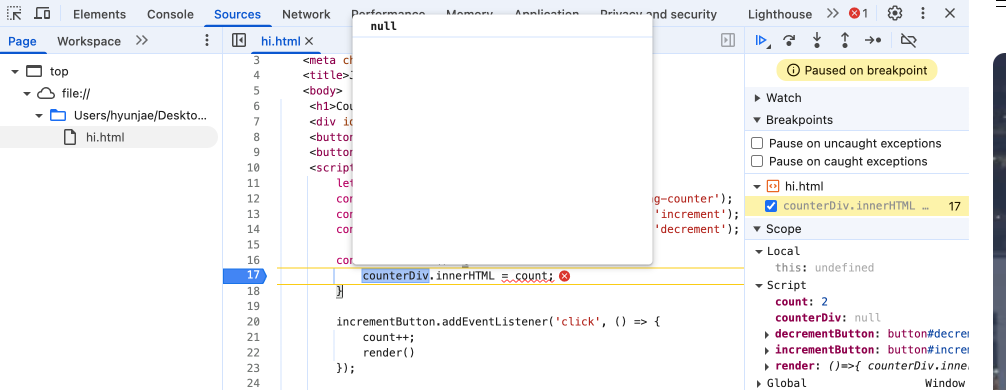 Elements Console Sources Network Performance Memory Application Privacy and security Lighthouse 1
Page Workspace
hi.html
top
file://
Users/hyunjae/Deskto...
hi.html
null
3 <meta ch
4 <title>J
5 <body>
6 <h1>Cou
7 <div id
8 <button
9 <button
10 <script
11 let
12 con g-counter');
13 con 'increment');
14 con 'decrement');
15
16 con
17 counterDiv.innerHTML = count;
18 }
19
20 incrementButton.addEventListener('click', () => {
21 count++;
22 render()
23 });
24
Paused on breakpoint
Watch
Breakpoints
Pause on uncaught exceptions
Pause on caught exceptions
hi.html
counterDiv.innerHTML … 17
Scope
Local
this: undefined
Script
count: 2
counterDiv: null
decrementButton: button#decrem
incrementButton: button#increm
render: ()=>{ counterDiv.inner
Global Window